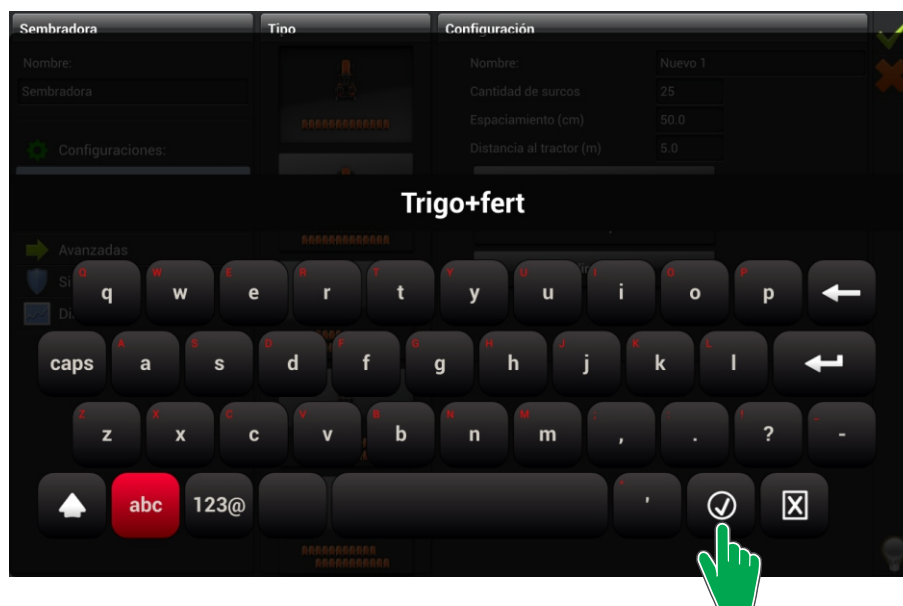 Sembradora Tipo Configuración
Nombre: Nombre: Nuevo 1
Sembradora Cantidad de surcos 25
Espaciamiento (cm) 50.0
Configuraciones: Distancia al tractor (m) 5.0
Trigo+fert
Avanzadas
Q W E R T Y U I O P
q w e r t y u i o p
A S D F G H J K L
caps a s d f g h j k l
Z X C V B N M ; : ! _
z x c v b n m , . ? -
abc 123@ '